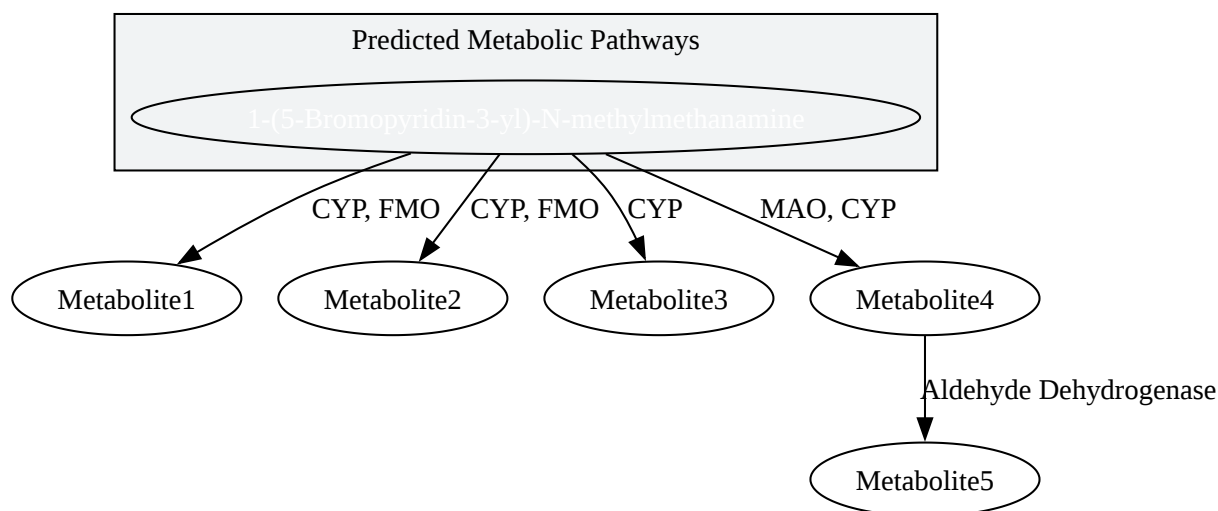 Predicted Metabolic Pathways
1-(5-Bromopyridin-3-yl)-N-methylmethanamine
CYP, FMO
CYP, FMO
CYP
MAO, CYP
Metabolite1
Metabolite2
Metabolite3
Metabolite4
Aldehyde Dehydrogenase
Metabolite5